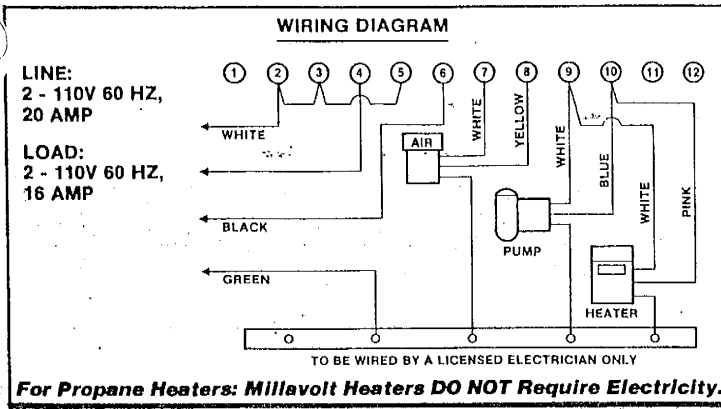 WIRING DIAGRAM
LINE:
2 - 110V 60 HZ,
20 AMP
LOAD:
2 - 110V 60 HZ,
16 AMP
1 2 3 4 5 6 7 8 9 10 11 12
WHITE
BLACK
GREEN
AIR
WHITE
YELLOW
PUMP
WHITE
BLUE
WHITE
PINK
HEATER
TO BE WIRED BY A LICENSED ELECTRICIAN ONLY
For Propane Heaters: Millavolt Heaters DO NOT Require Electricity.